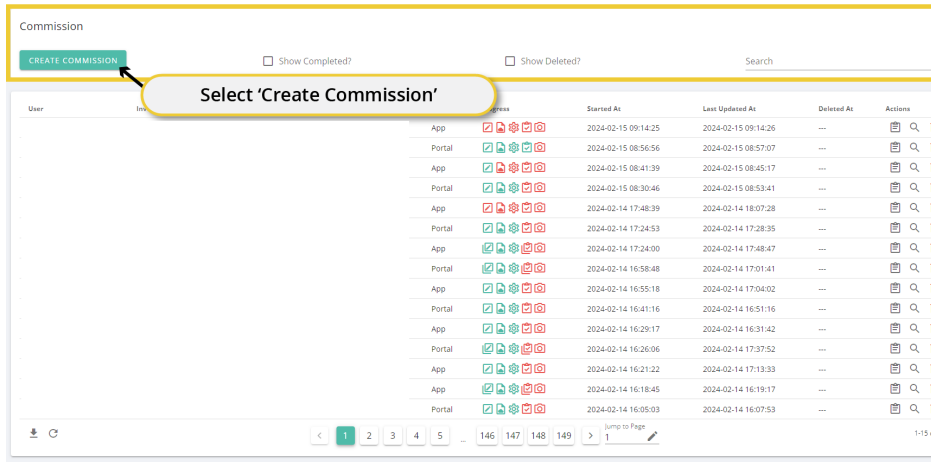 Commission
CREATE COMMISSION Show Completed? Show Deleted? Search
Select ‘Create Commission’
User Started At Last Updated At Deleted At Actions
App 2024-02-15 09:14:25 2024-02-15 09:14:26 ---
Portal 2024-02-15 08:56:56 2024-02-15 08:57:07 ---
App 2024-02-15 08:41:39 2024-02-15 08:45:17 ---
Portal 2024-02-15 08:30:46 2024-02-15 08:53:41 ---
App 2024-02-14 17:48:39 2024-02-14 18:07:28 ---
Portal 2024-02-14 17:24:53 2024-02-14 17:28:35 ---
App 2024-02-14 17:24:00 2024-02-14 17:48:47 ---
Portal 2024-02-14 16:58:48 2024-02-14 17:01:41 ---
App 2024-02-14 16:55:18 2024-02-14 17:04:02 ---
Portal 2024-02-14 16:41:16 2024-02-14 16:51:16 ---
App 2024-02-14 16:29:17 2024-02-14 16:31:42 ---
Portal 2024-02-14 16:26:06 2024-02-14 17:37:52 ---
App 2024-02-14 16:21:22 2024-02-14 17:13:33 ---
App 2024-02-14 16:18:45 2024-02-14 16:19:17 ---
Portal 2024-02-14 16:05:03 2024-02-14 16:07:53 ---
< 1 2 3 4 5 ... 146 147 148 149 > Jump to Page 1 1-15